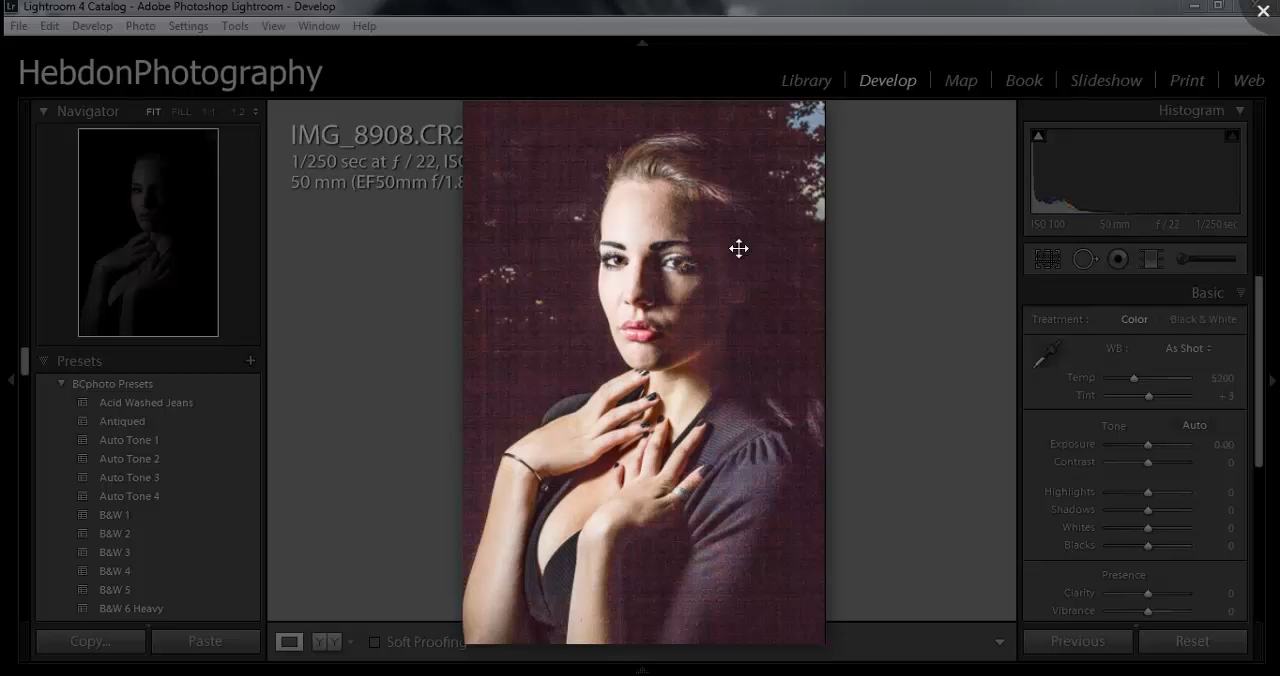 Lightroom 4 Catalog - Adobe Photoshop Lightroom - Develop
File Edit Develop Photo Settings Tools View Window Help
HebdonPhotography
Library Develop Map Book Slideshow Print Web
Navigator FIT FILL 1:1 1:2
Histogram
IMG_8908.CR2
1/250 sec at ƒ / 22, ISO
50 mm (EF50mm f/1.8
ISO 100 50 mm ƒ / 22 1/250 sec
Basic
Treatment : Color Black & White
WB : As Shot
Temp 5200
Tint + 3
Tone Auto
Exposure 0.00
Contrast 0
Highlights 0
Shadows 0
Whites 0
Blacks 0
Presence
Clarity 0
Vibrance 0
Presets
BCphoto Presets
Acid Washed Jeans
Antiqued
Auto Tone 1
Auto Tone 2
Auto Tone 3
Auto Tone 4
B&W 1
B&W 2
B&W 3
B&W 4
B&W 5
B&W 6 Heavy
Copy... Paste
Y Y Soft Proofing
Previous Reset